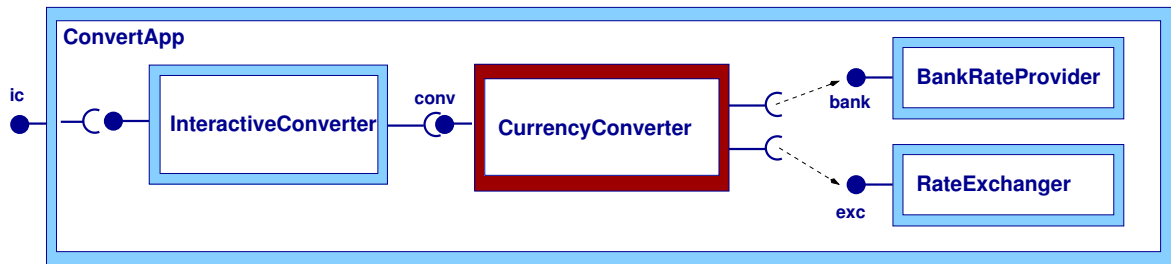 ConvertApp
ic
InteractiveConverter
conv
CurrencyConverter
bank
BankRateProvider
exc
RateExchanger